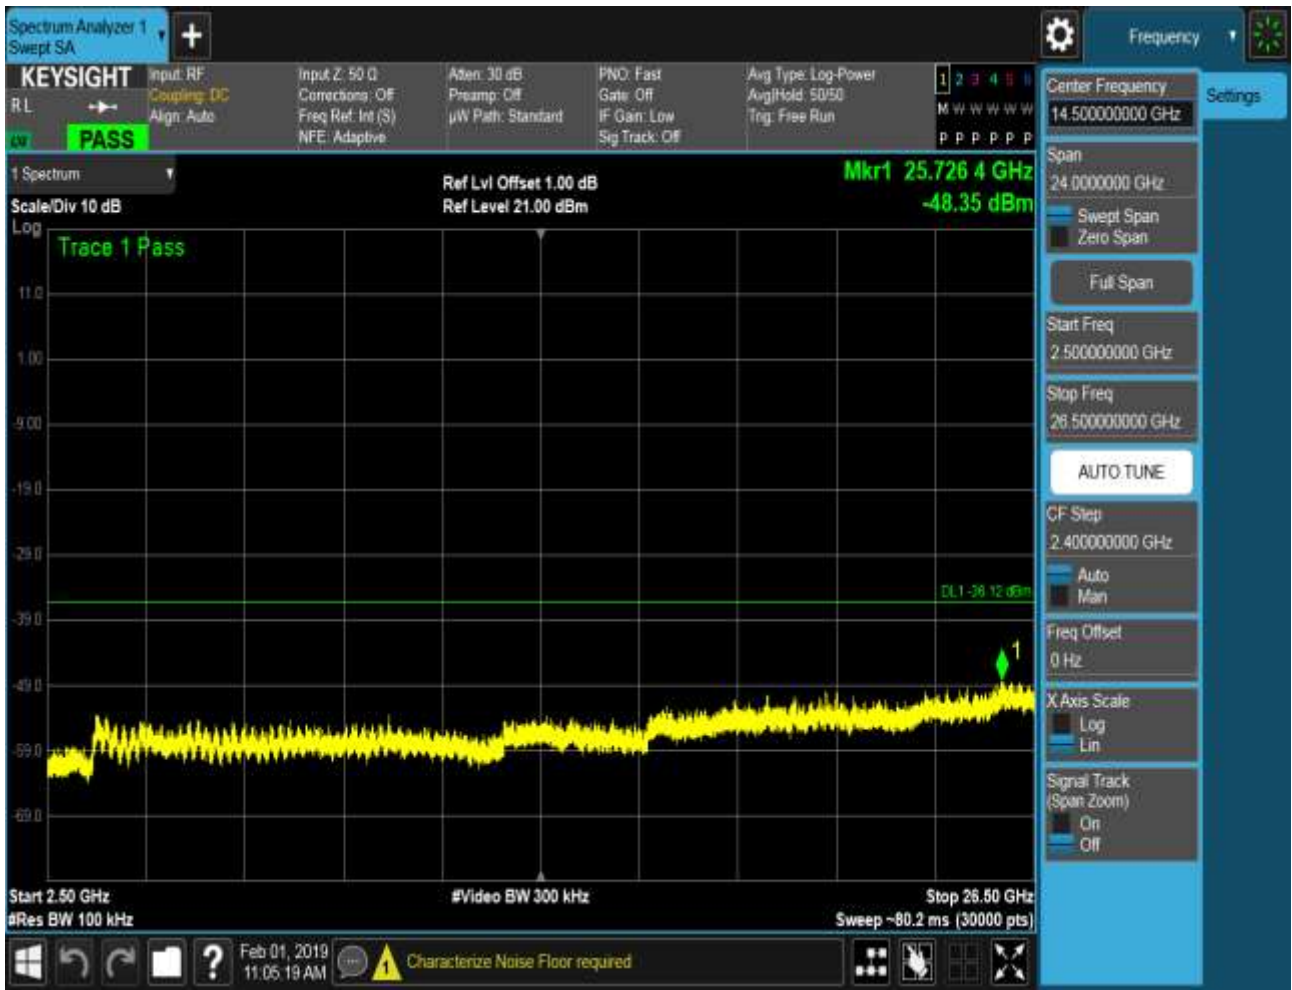 Spectrum Analyzer 1
Swept SA
Frequency
KEYSIGHT
R L
PASS
Input: RF
Coupling: DC
Align: Auto
Input Z: 50 Ω
Corrections: Off
Freq Ref: Int (S)
NFE: Adaptive
Atten: 30 dB
Preamp: Off
µW Path: Standard
PNO: Fast
Gate: Off
IF Gain: Low
Sig Track: Off
Avg Type: Log-Power
Avg|Hold: 50/50
Trig: Free Run
1 2 3 4 5 6
M W W W W W
P P P P P P
1 Spectrum
Scale/Div 10 dB
Log
Ref Lvl Offset 1.00 dB
Ref Level 21.00 dBm
Mkr1 25.726 4 GHz
-48.35 dBm
Trace 1 Pass
11.0
1.00
-9.00
-19.0
-29.0
-39.0
-49.0
-59.0
-69.0
DL1 -36.12 dBm
1
Start 2.50 GHz
#Res BW 100 kHz
#Video BW 300 kHz
Stop 26.50 GHz
Sweep ~80.2 ms (30000 pts)
Center Frequency
14.500000000 GHz
Settings
Span
24.0000000 GHz
Swept Span
Zero Span
Full Span
Start Freq
2.500000000 GHz
Stop Freq
26.500000000 GHz
AUTO TUNE
CF Step
2.400000000 GHz
Auto
Man
Freq Offset
0 Hz
X Axis Scale
Log
Lin
Signal Track
(Span Zoom)
On
Off
?
Feb 01, 2019
11:05:19 AM
1
Characterize Noise Floor required